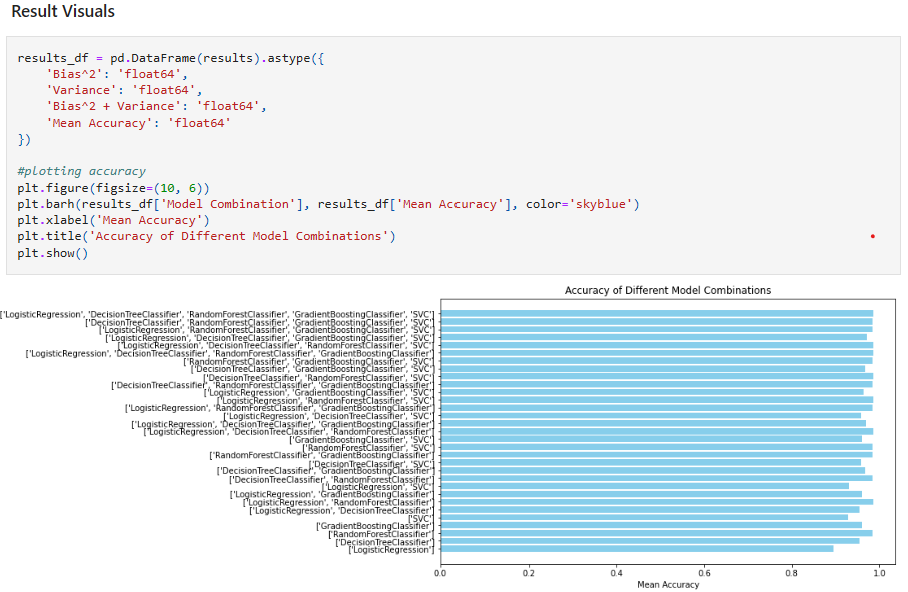 Result Visuals
results_df = pd.DataFrame(results).astype({
    'Bias^2': 'float64',
    'Variance': 'float64',
    'Bias^2 + Variance': 'float64',
    'Mean Accuracy': 'float64'
})
#plotting accuracy
plt.figure(figsize=(10, 6))
plt.barh(results_df['Model Combination'], results_df['Mean Accuracy'], color='skyblue')
plt.xlabel('Mean Accuracy')
plt.title('Accuracy of Different Model Combinations')
plt.show()
Accuracy of Different Model Combinations
['LogisticRegression', 'DecisionTreeClassifier', 'RandomForestClassifier', 'GradientBoostingClassifier', 'SVC']
['DecisionTreeClassifier', 'RandomForestClassifier', 'GradientBoostingClassifier', 'SVC']
['LogisticRegression', 'RandomForestClassifier', 'GradientBoostingClassifier', 'SVC']
['LogisticRegression', 'DecisionTreeClassifier', 'GradientBoostingClassifier', 'SVC']
['LogisticRegression', 'DecisionTreeClassifier', 'RandomForestClassifier', 'SVC']
['LogisticRegression', 'DecisionTreeClassifier', 'RandomForestClassifier', 'GradientBoostingClassifier']
['RandomForestClassifier', 'GradientBoostingClassifier', 'SVC']
['DecisionTreeClassifier', 'GradientBoostingClassifier', 'SVC']
['DecisionTreeClassifier', 'RandomForestClassifier', 'SVC']
['DecisionTreeClassifier', 'RandomForestClassifier', 'GradientBoostingClassifier']
['LogisticRegression', 'GradientBoostingClassifier', 'SVC']
['LogisticRegression', 'RandomForestClassifier', 'SVC']
['LogisticRegression', 'RandomForestClassifier', 'GradientBoostingClassifier']
['LogisticRegression', 'DecisionTreeClassifier', 'SVC']
['LogisticRegression', 'DecisionTreeClassifier', 'GradientBoostingClassifier']
['LogisticRegression', 'DecisionTreeClassifier', 'RandomForestClassifier']
['GradientBoostingClassifier', 'SVC']
['RandomForestClassifier', 'SVC']
['RandomForestClassifier', 'GradientBoostingClassifier']
['DecisionTreeClassifier', 'SVC']
['DecisionTreeClassifier', 'GradientBoostingClassifier']
['DecisionTreeClassifier', 'RandomForestClassifier']
['LogisticRegression', 'SVC']
['LogisticRegression', 'GradientBoostingClassifier']
['LogisticRegression', 'RandomForestClassifier']
['LogisticRegression', 'DecisionTreeClassifier']
['SVC']
['GradientBoostingClassifier']
['RandomForestClassifier']
['DecisionTreeClassifier']
['LogisticRegression']
0.0 0.2 0.4 0.6 0.8 1.0
Mean Accuracy